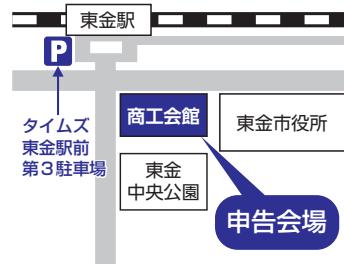 東金駅
P
商工会館
東金市役所
タイムズ
東金駅前
第3駐車場
東金
中央公園
申告会場